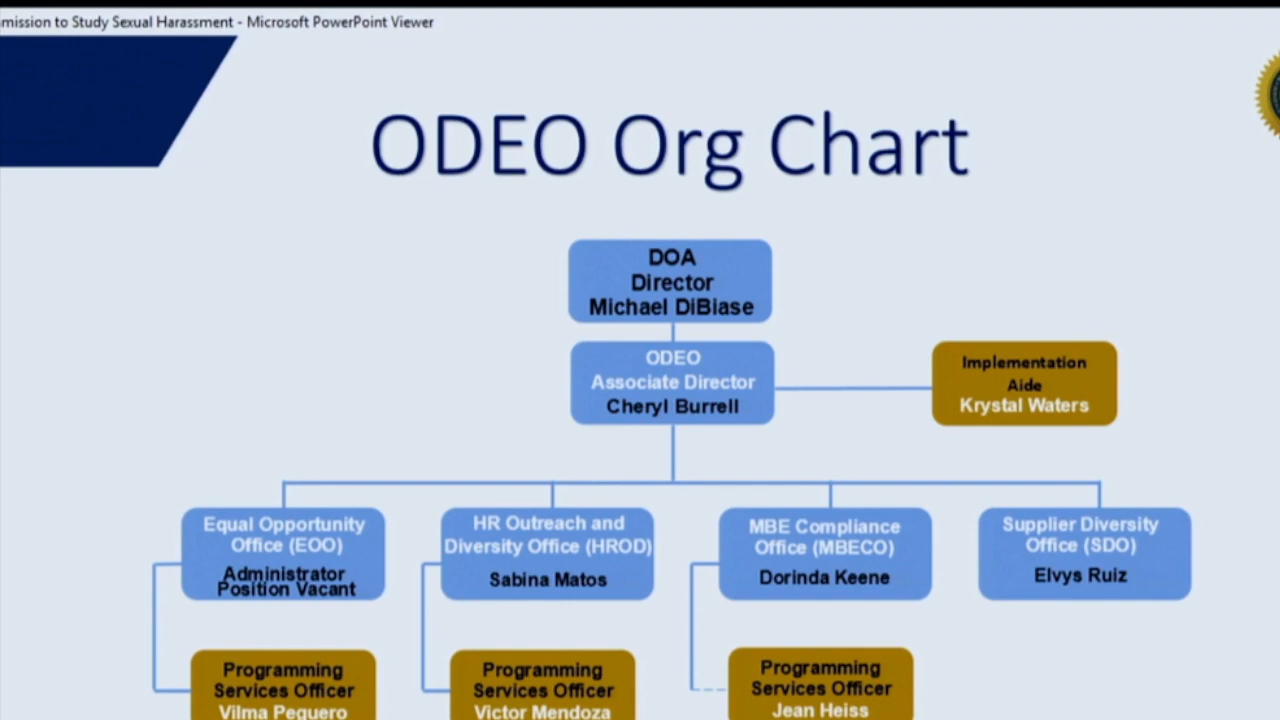 mission to Study Sexual Harassment - Microsoft PowerPoint Viewer
ODEO Org Chart
DOA
Director
Michael DiBiase
ODEO
Associate Director
Cheryl Burrell
Implementation
Aide
Krystal Waters
Equal Opportunity
Office (EOO)
Administrator
Position Vacant
HR Outreach and
Diversity Office (HROD)
Sabina Matos
MBE Compliance
Office (MBECO)
Dorinda Keene
Supplier Diversity
Office (SDO)
Elvys Ruiz
Programming
Services Officer
Vilma Peguero
Programming
Services Officer
Victor Mendoza
Programming
Services Officer
Jean Heiss